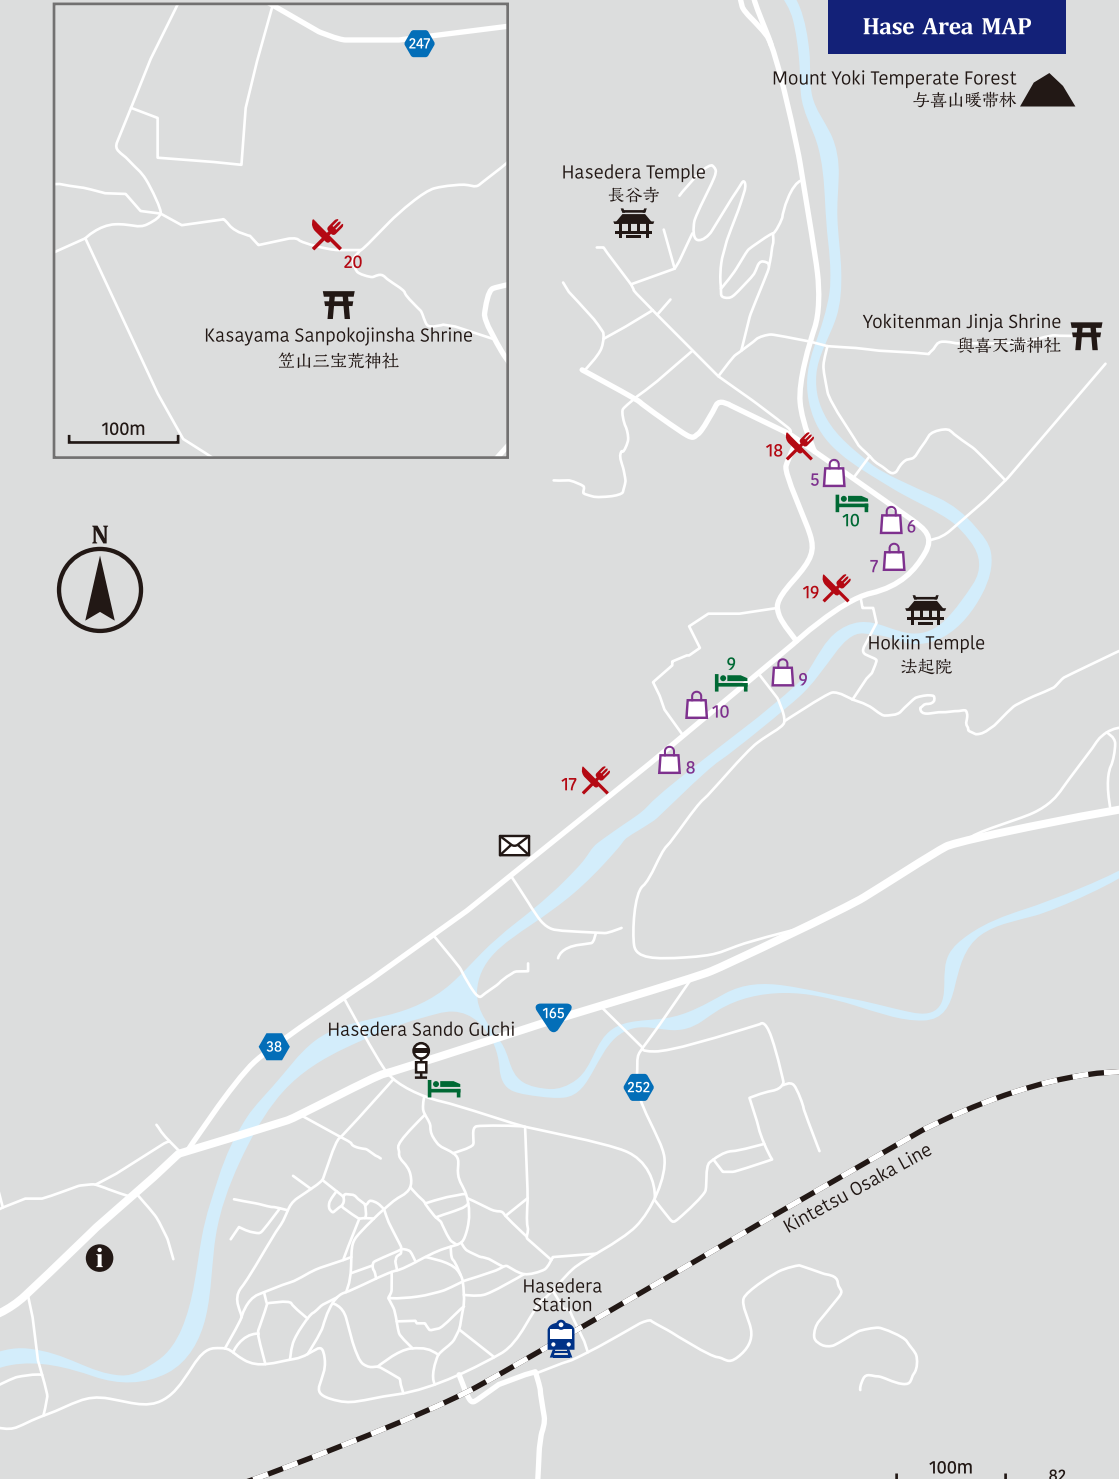 Hase Area MAP
247
Mount Yoki Temperate Forest
与喜山暖帯林
Hasedera Temple
長谷寺
20
Kasayama Sanpokojinsha Shrine
笠山三宝荒神社
100m
Yokitenman Jinja Shrine
與喜天満神社
18
5
10
6
7
19
N
Hokiin Temple
法起院
9
9
10
8
17
165
Hasedera Sando Guchi
38
252
Kintetsu Osaka Line
i
Hasedera
Station
100m
82